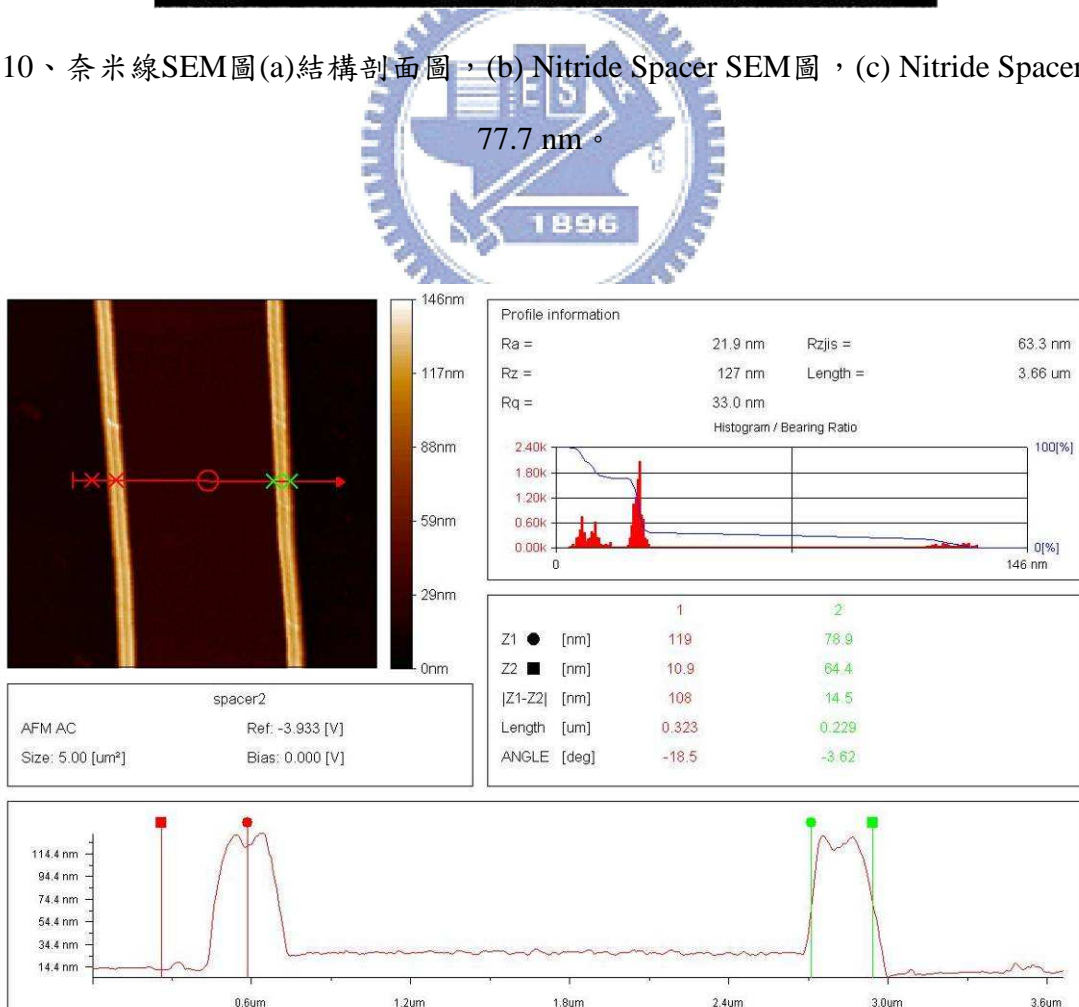 10、奈米線SEM圖(a)結構剖面圖，(b) Nitride Spacer SEM圖，(c) Nitride Spacer
77.7 nm。
E S A
1896
146nm
117nm
88nm
59nm
29nm
0nm
Profile information
Ra = 21.9 nm Rzjis = 63.3 nm
Rz = 127 nm Length = 3.66 um
Rq = 33.0 nm
Histogram / Bearing Ratio
2.40k 100[%]
1.80k
1.20k
0.60k
0.00k 0[%]
0 146 nm
1 2
Z1 ● [nm] 119 78.9
Z2 ■ [nm] 10.9 64.4
|Z1-Z2| [nm] 108 14.5
Length [um] 0.323 0.229
ANGLE [deg] -18.5 -3.62
spacer2
AFM AC Ref: -3.933 [V]
Size: 5.00 [um²] Bias: 0.000 [V]
114.4 nm
94.4 nm
74.4 nm
54.4 nm
34.4 nm
14.4 nm
0.6um 1.2um 1.8um 2.4um 3.0um 3.6um